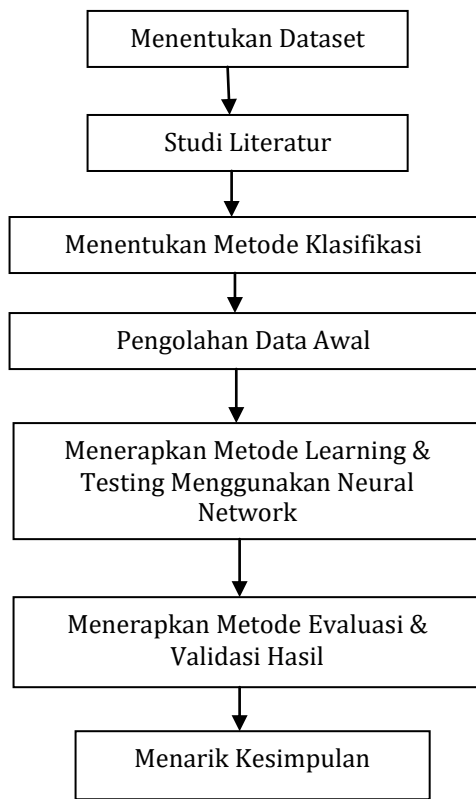 Menentukan Dataset
Studi Literatur
Menentukan Metode Klasifikasi
Pengolahan Data Awal
Menerapkan Metode Learning &
Testing Menggunakan Neural
Network
Menerapkan Metode Evaluasi &
Validasi Hasil
Menarik Kesimpulan